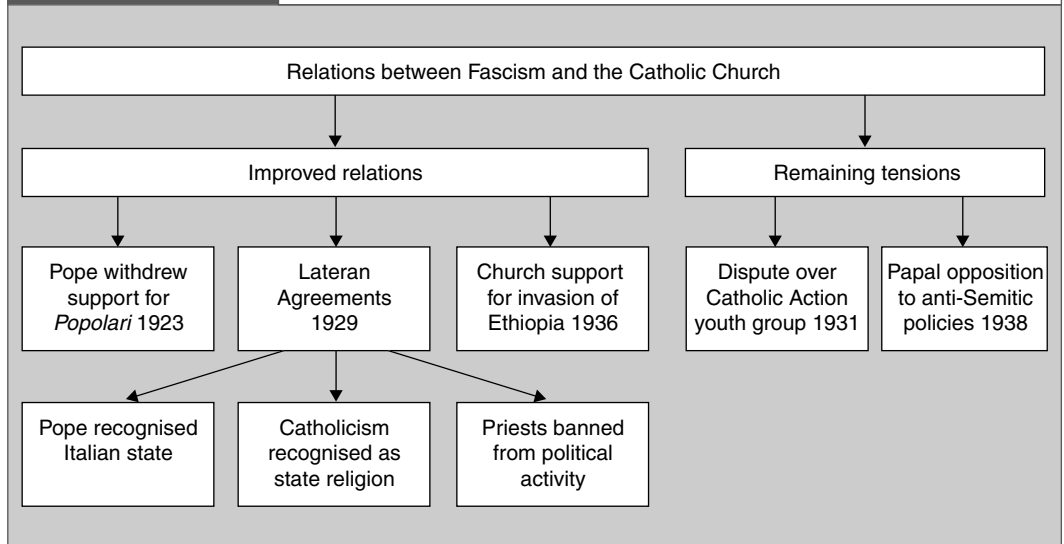 Relations between Fascism and the Catholic Church
Improved relations
Remaining tensions
Pope withdrew
support for
Popolari 1923
Lateran
Agreements
1929
Church support
for invasion of
Ethiopia 1936
Dispute over
Catholic Action
youth group 1931
Papal opposition
to anti-Semitic
policies 1938
Pope recognised
Italian state
Catholicism
recognised as
state religion
Priests banned
from political
activity